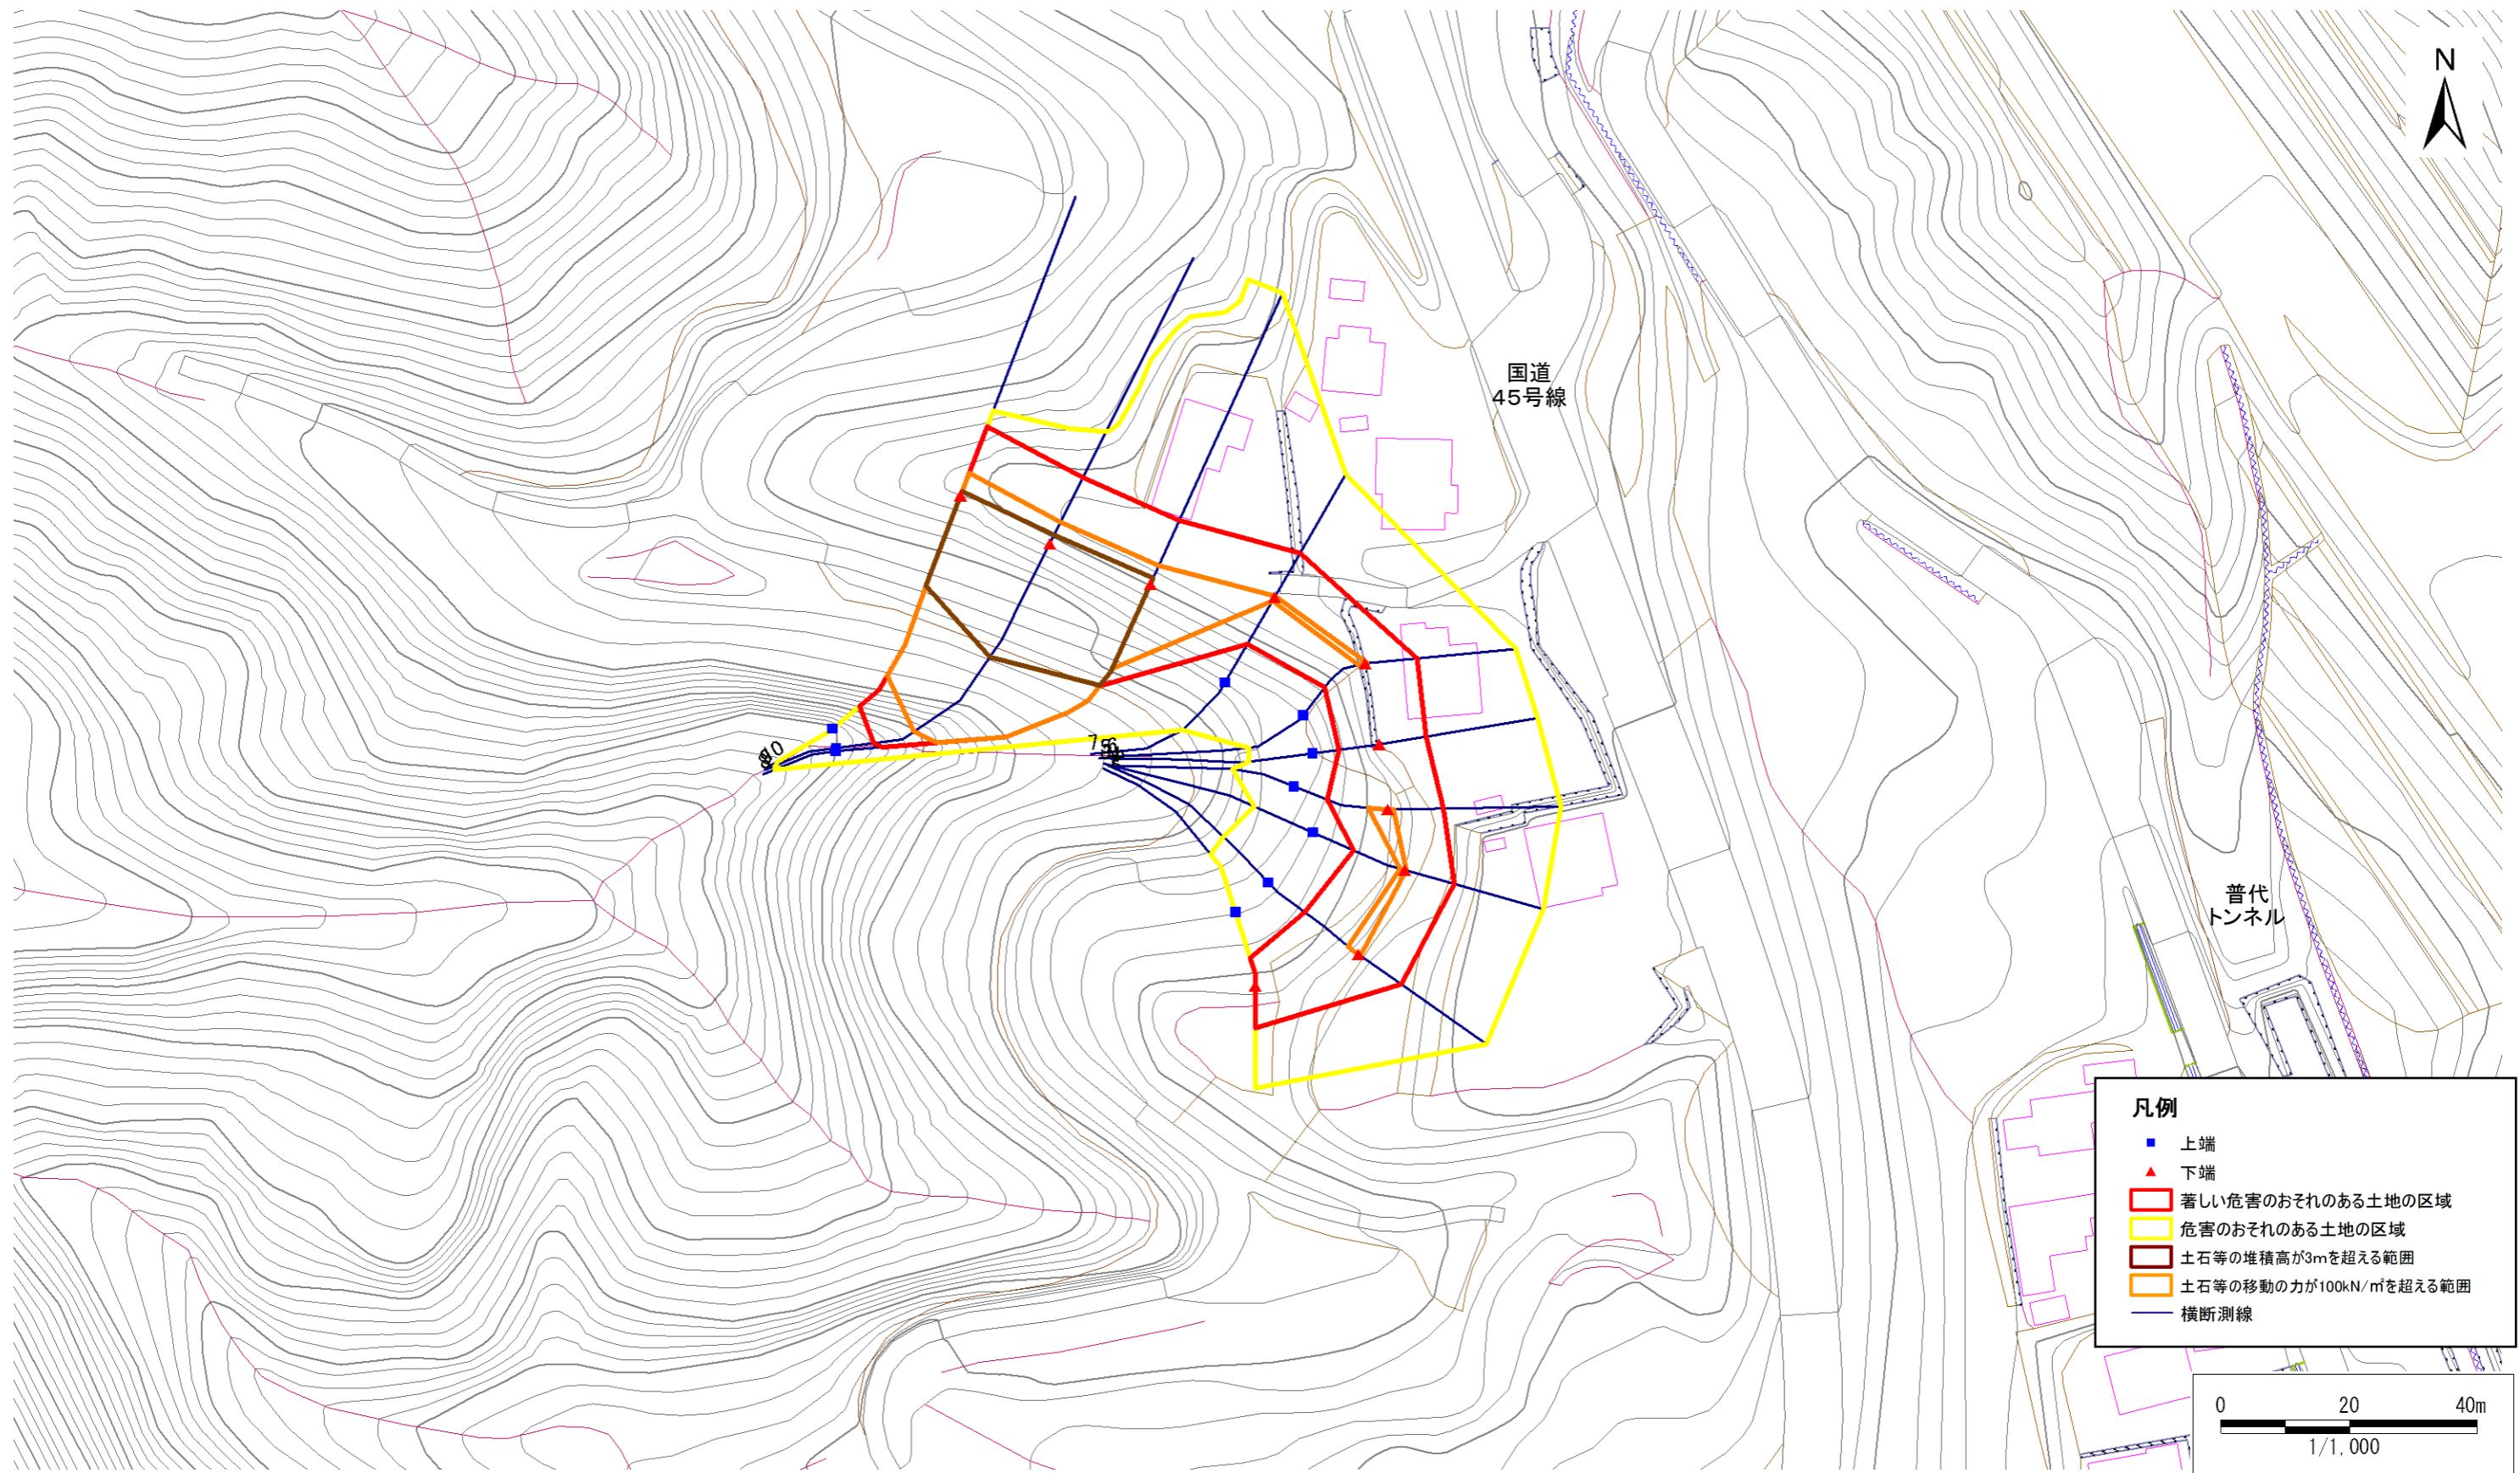 N
国道
45号線
普代
トンネル
凡例
上端
下端
著しい危害のおそれのある土地の区域
危害のおそれのある土地の区域
土石等の堆積高が3mを超える範囲
土石等の移動の力が100kN/㎡を超える範囲
横断測線
0 20 40m
1/1,000